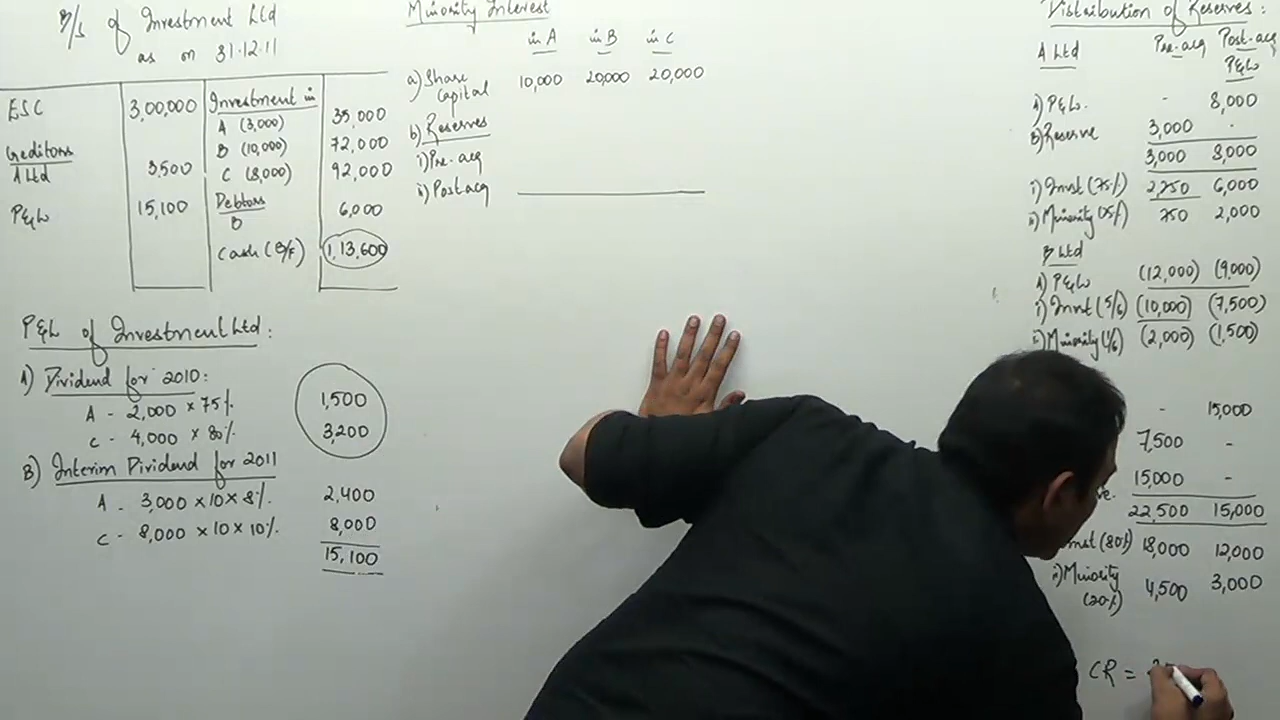 B/S of Investment Ltd
as on 31.12.11
ESC 3,00,000 Investment in
A (3,000) 35,000
B (10,000) 72,000
C (8,000) 92,000
Creditors
A Ltd 3,500
Debtors
B 6,000
P&L 15,100
Cash (B/F) 1,13,600
P&L of Investment Ltd:
A) Dividend for 2010:
A - 2,000 × 75% 1,500
C - 4,000 × 80% 3,200
B) Interim Dividend for 2011
A - 3,000 × 10 × 8% 2,400
C - 8,000 × 10 × 10% 8,000
15,100
Minority Interest
in A in B in C
a) Share Capital 10,000 20,000 20,000
b) Reserves
i) Pre-acq
ii) Post acq
Distribution of Reserves:
A Ltd Pre-acq Post-acq
P&L
A) P&L - 8,000
B) Reserve 3,000 -
3,000 8,000
i) Invst (75%) 2,250 6,000
ii) Minority (25%) 750 2,000
B Ltd
A) P&L (12,000) (9,000)
i) Invst (5/6) (10,000) (7,500)
ii) Minority (1/6) (2,000) (1,500)
- 15,000
7,500 -
15,000 -
22,500 15,000
(80%) 18,000 12,000
ii) Minority (20%) 4,500 3,000
CR =